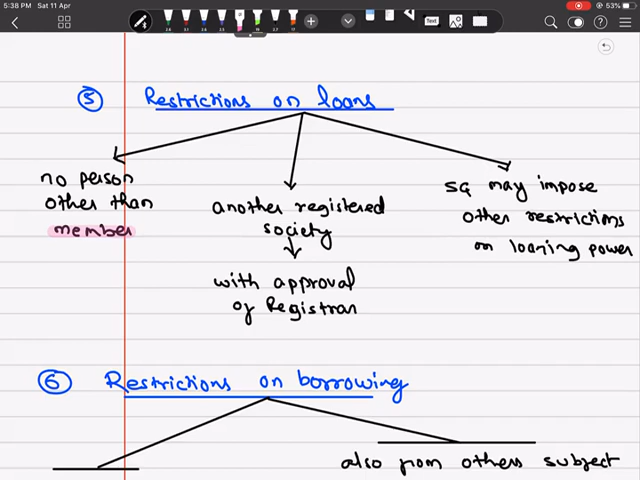 5:38 PM Sat 11 Apr
53%
Text
⑤ Restrictions on loans
no person
other than
member
another registered
society
with approval
of Registrar
SG may impose
other restrictions
on loaning power
⑥ Restrictions on borrowing
also from others subject